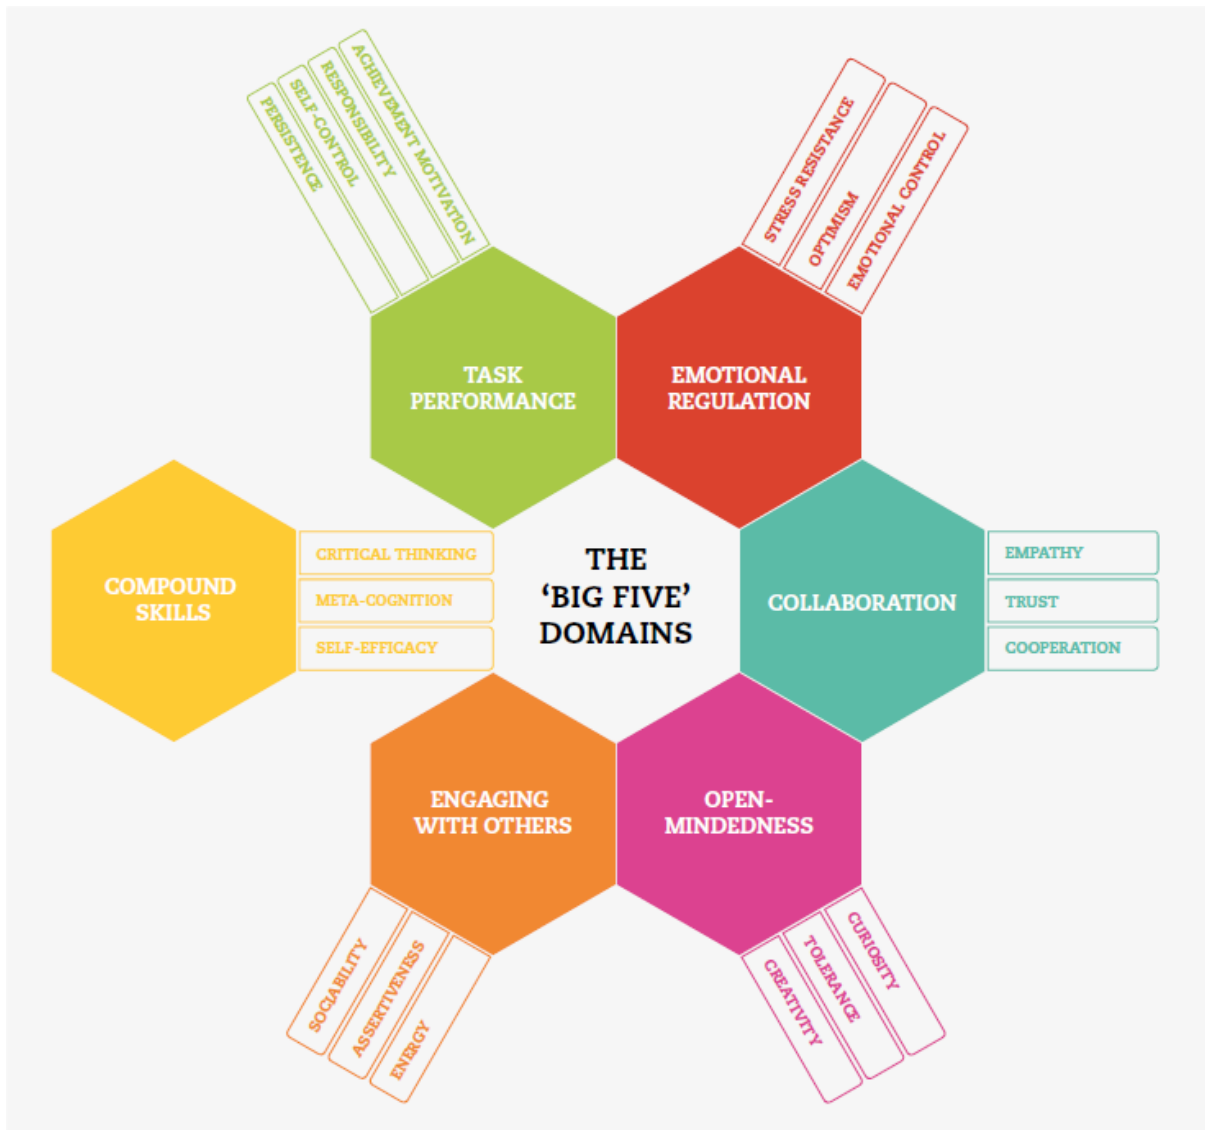 ACHIEVEMENT MOTIVATION
RESPONSIBILITY
SELF-CONTROL
PERSISTENCE
STRESS RESISTANCE
OPTIMISM
EMOTIONAL CONTROL
TASK
PERFORMANCE
EMOTIONAL
REGULATION
COMPOUND
SKILLS
CRITICAL THINKING
META-COGNITION
SELF-EFFICACY
THE
‘BIG FIVE’
DOMAINS
COLLABORATION
EMPATHY
TRUST
COOPERATION
ENGAGING
WITH OTHERS
OPEN-
MINDEDNESS
SOCIABILITY
ASSERTIVENESS
ENERGY
CREATIVITY
TOLERANCE
CURIOSITY